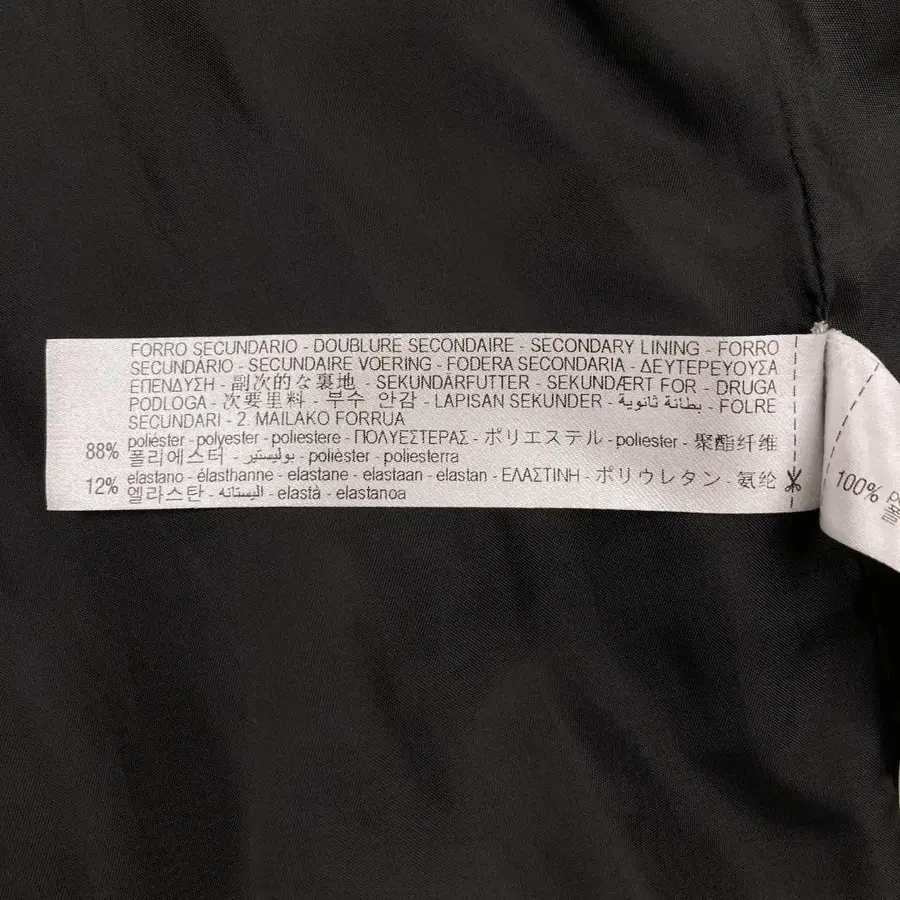 FORRO SECUNDARIO - DOUBLURE SECONDAIRE - SECONDARY LINING - FORRO
SECUNDÁRIO - SECUNDAIRE VOERING - FODERA SECONDARIA - ΔΕΥΤΕΡΕΥΟΥΣΑ
ΕΠΕΝΔΥΣΗ - 副次的な裏地 - SEKUNDÄRFUTTER - SEKUNDÆRT FOR - DRUGA
PODLOGA - 次要里料 - 부수 안감 - LAPISAN SEKUNDER - بطانة ثانوية - FOLRE
SECUNDARI - 2. MAILAKO FORRUA
88% poliéster - polyester - poliestere - ΠΟΛΥΕΣΤΕΡΑΣ - ポリエステル - poliester - 聚酯纤维
폴리에스터 - بوليستير - polièster - poliesterra
12% elastano - élasthanne - elastane - elastaan - elastan - ΕΛΑΣΤΙΝΗ - ポリウレタン - 氨纶
엘라스탄 - اليستانه - elastà - elastanoa
100%